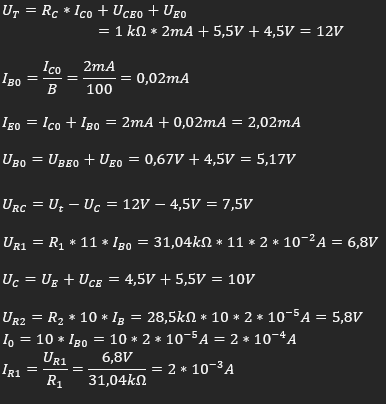 U_T = R_C * I_C0 + U_CE0 + U_E0
= 1 kΩ * 2mA + 5,5V + 4,5V = 12V
I_B0 = I_C0/B = 2mA/100 = 0,02mA
I_E0 = I_C0 + I_B0 = 2mA + 0,02mA = 2,02mA
U_B0 = U_BE0 + U_E0 = 0,67V + 4,5V = 5,17V
U_RC = U_t − U_C = 12V − 4,5V = 7,5V
U_R1 = R_1 * 11 * I_B0 = 31,04kΩ * 11 * 2 * 10^−2 A = 6,8V
U_C = U_E + U_CE = 4,5V + 5,5V = 10V
U_R2 = R_2 * 10 * I_B = 28,5kΩ * 10 * 2 * 10^−5 A = 5,8V
I_0 = 10 * I_B0 = 10 * 2 * 10^−5 A = 2 * 10^−4 A
I_R1 = U_R1/R_1 = 6,8V/31,04kΩ = 2 * 10^−3 A